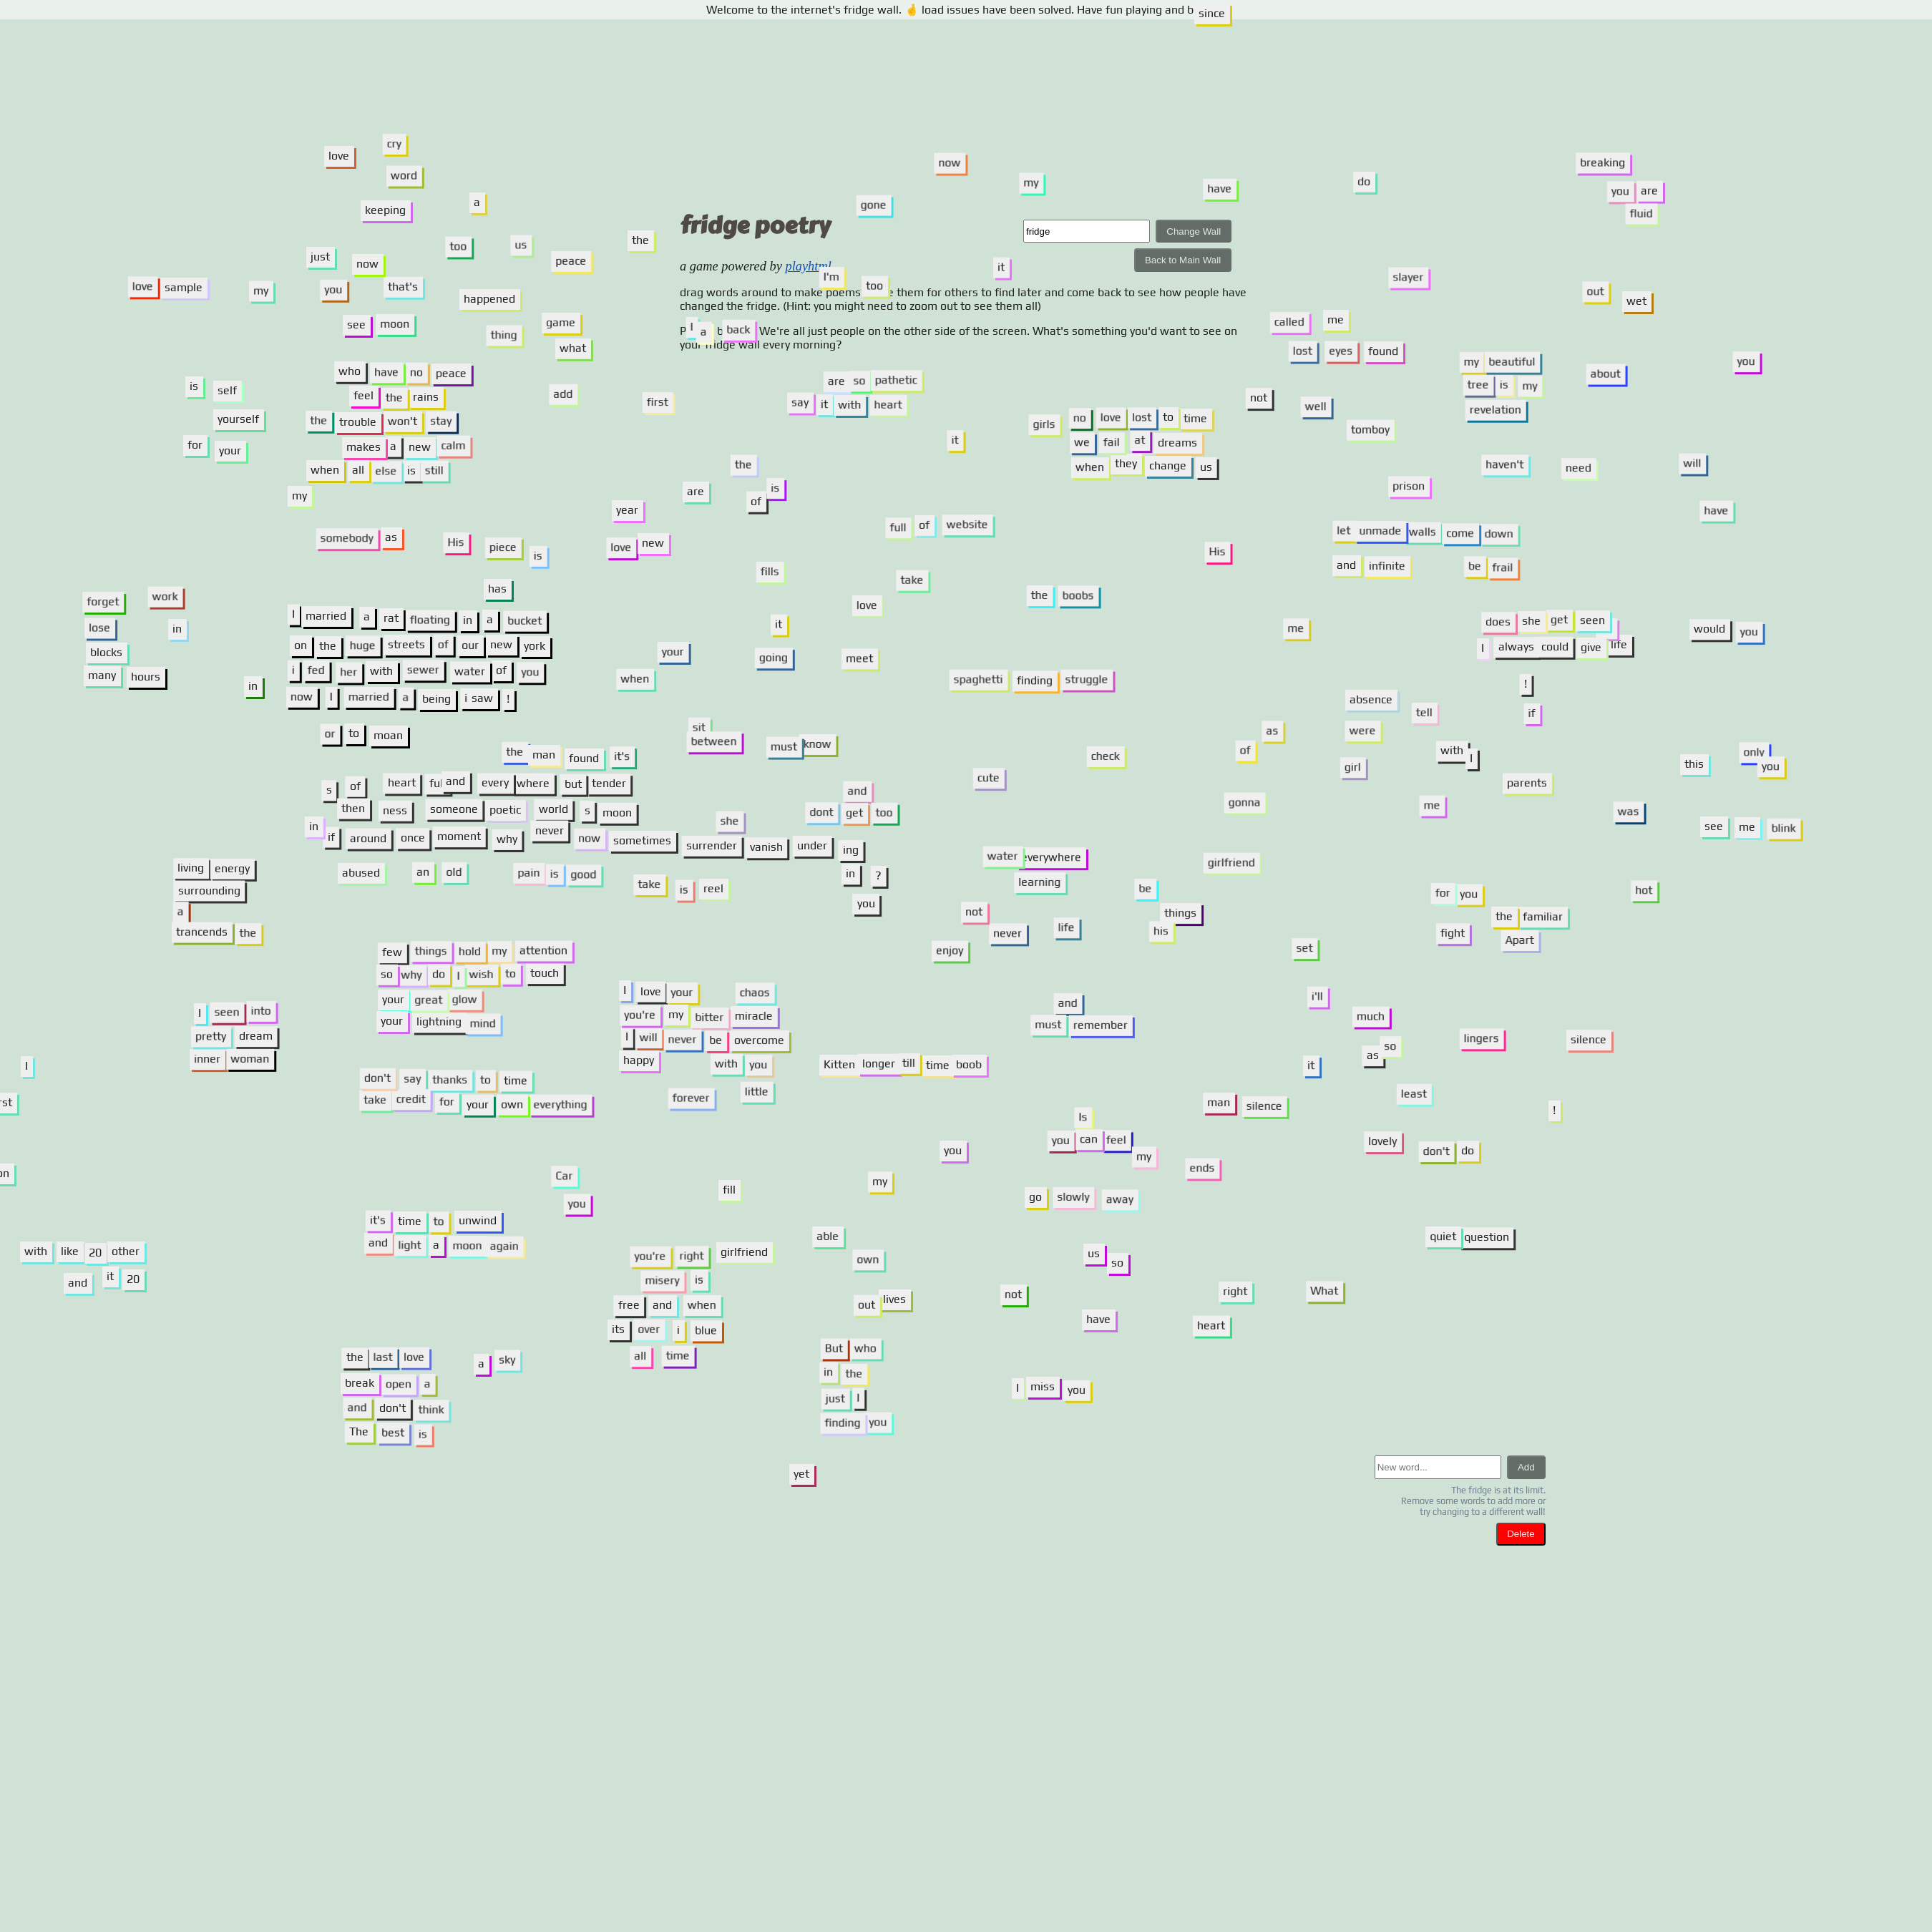 Welcome to the internet's fridge wall. ☝ load issues have been solved. Have fun playing and b
since
cry
love
word
keeping
a
now
my
have
do
breaking
you are
fluid
gone
fridge poetry
fridge
Change Wall
Back to Main Wall
a game powered by playhtml
I'm
too
it
drag words around to make poems
them for others to find later and come back to see how people have
changed the fridge. (Hint: you might need to zoom out to see them all)
I a back
We're all just people on the other side of the screen. What's something you'd want to see on
your fridge wall every morning?
too
us
the
peace
just
now
love sample
my
you
that's
happened
see moon
thing
game
what
slayer
out
wet
called
me
lost eyes found
my beautiful
tree is my
revelation
about
you
is
self
yourself
for
your
who have no peace
feel the rains
the trouble won't stay
makes a new calm
when all else is still
my
add
first
are so pathetic
say it with heart
it
girls
no love lost to time
we fail at dreams
when they change us
not
well
tomboy
haven't
need
will
prison
have
the
is
of
are
year
love new
somebody as
His
piece
is
has
full of website
fills
take
love
the boobs
His
let unmade walls come down
and infinite
be frail
forget
work
lose
in
blocks
many hours
in
I married a rat floating in a bucket
on the huge streets of our new york
i fed her with sewer water of you
now I married a being i saw !
or to moan
it
your
going
meet
when
spaghetti finding struggle
me
does she get seen
I always could give life
would you
!
if
absence
tell
were
as
of
girl
with
I
parents
me
this
only
you
was
see me blink
sit
between
must know
the man found it's
check
cute
gonna
s of heart ful and every where but tender
then ness someone poetic world s moon
in if around once moment why never now sometimes surrender vanish under ing
in ?
you
and
dont get too
she
living energy
surrounding
a
trancends the
abused
an old
pain is good
take
is reel
water everywhere
learning
girlfriend
be
things
his
not
never
life
enjoy
for you
the familiar
fight
Apart
hot
set
few things hold my attention
so why do I wish to touch
your great glow
your lightning mind
I seen into
pretty dream
inner woman
I
I love your chaos
you're my bitter miracle
I will never be overcome
happy with you
forever
little
and
must remember
i'll
much
so
as
it
lingers
silence
Kitten longer till time boob
don't say thanks to time
take credit for your own everything
man silence
least
!
Is
you can feel
my
ends
you
lovely
don't do
Car
you
fill
my
go slowly away
it's time to unwind
and light a moon again
with like 20 other
and it 20
able
own
out lives
you're right girlfriend
misery is
free and when
its over i blue
all time
us
so
not
have
right
heart
What
quiet question
the last love
break open a
and don't think
The best is
a sky
But who
in the
just I
finding you
I miss you
yet
New word...
Add
The fridge is at its limit.
Remove some words to add more or
try changing to a different wall!
Delete